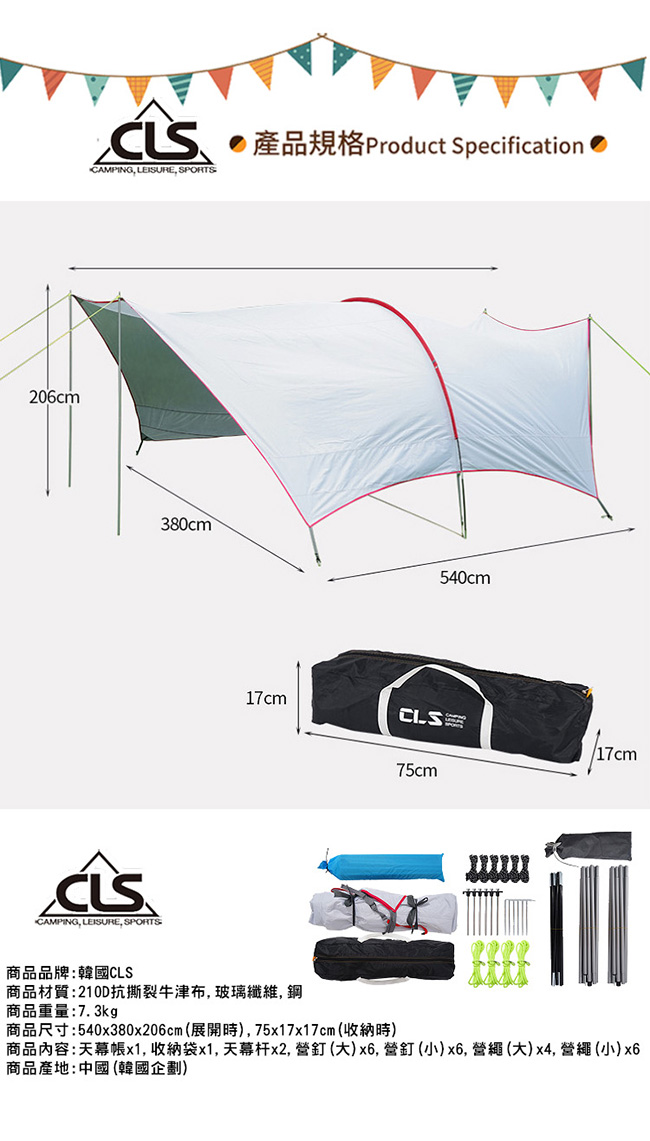 CLS
CAMPING, LEISURE, SPORTS
產品規格Product Specification
206cm
380cm
540cm
17cm
CLS CAMPING
LEISURE
SPORTS
17cm
75cm
CLS
CAMPING, LEISURE, SPORTS
商品品牌:韓國CLS
商品材質:210D抗撕裂牛津布,玻璃纖維,鋼
商品重量:7.3kg
商品尺寸:540x380x206cm(展開時),75x17x17cm(收納時)
商品內容:天幕帳x1,收納袋x1,天幕杆x2,營釘(大)x6,營釘(小)x6,營繩(大)x4,營繩(小)x6
商品產地:中國(韓國企劃)